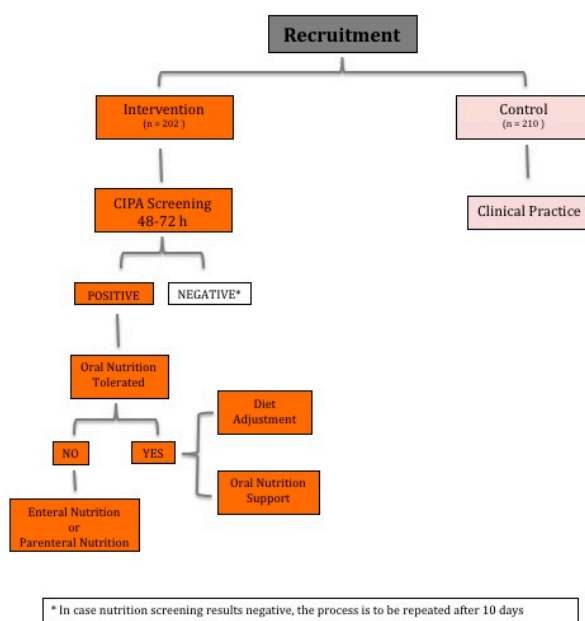 Recruitment
Intervention
(n = 202 )
Control
(n = 210 )
CIPA Screening
48-72 h
Clinical Practice
POSITIVE
NEGATIVE*
Oral Nutrition
Tolerated
Diet
Adjustment
NO
YES
Oral Nutrition
Support
Enteral Nutrition
or
Parenteral Nutrition
* In case nutrition screening results negative, the process is to be repeated after 10 days